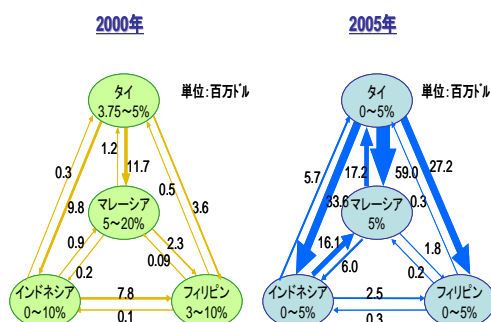 2000年
単位：百万ドル
タイ
3.75～5%
1.2
11.7
0.3
9.8
0.5
3.6
マレーシア
5～20%
0.9
0.2
2.3
0.09
インドネシア
0～10%
7.8
0.1
フィリピン
3～10%
2005年
単位：百万ドル
タイ
0～5%
5.7
33.6
17.2
59.0
0.3
27.2
マレーシア
5%
16.1
6.0
1.8
0.2
インドネシア
0～5%
2.5
0.3
フィリピン
0～5%